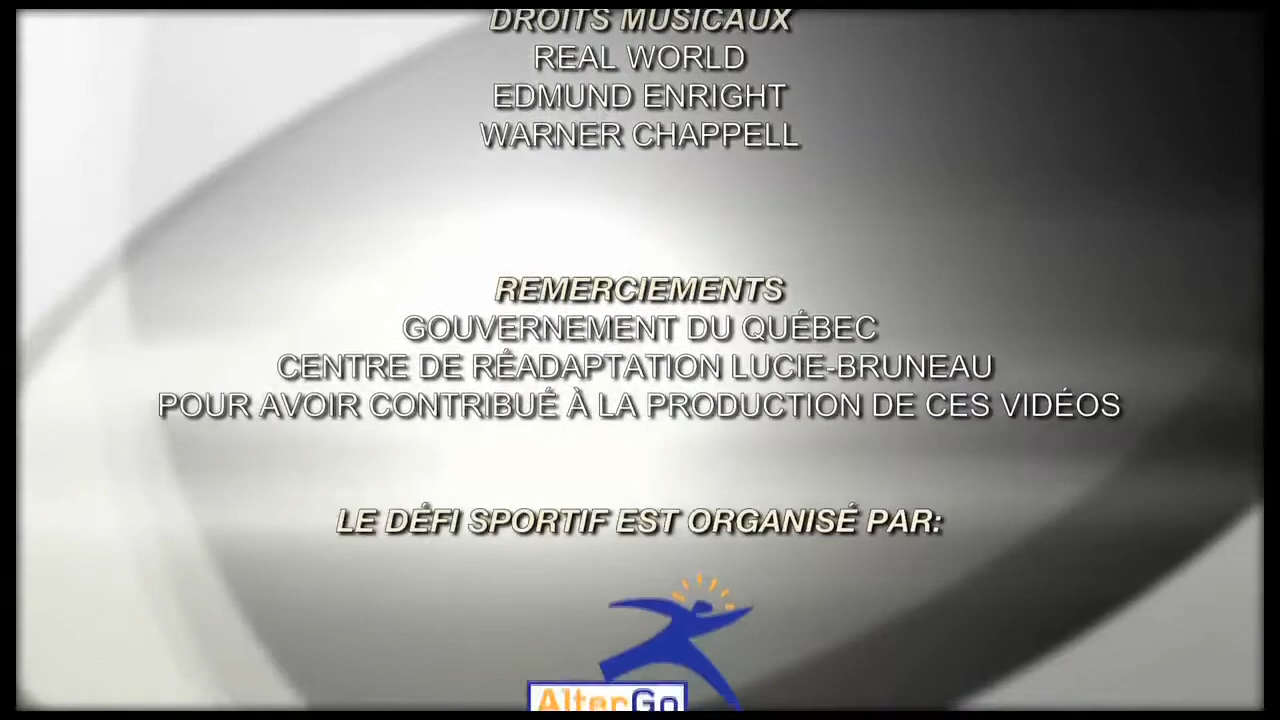 DROITS MUSICAUX
REAL WORLD
EDMUND ENRIGHT
WARNER CHAPPELL
REMERCIEMENTS
GOUVERNEMENT DU QUÉBEC
CENTRE DE RÉADAPTATION LUCIE-BRUNEAU
POUR AVOIR CONTRIBUÉ À LA PRODUCTION DE CES VIDÉOS
LE DÉFI SPORTIF EST ORGANISÉ PAR:
AlterGo